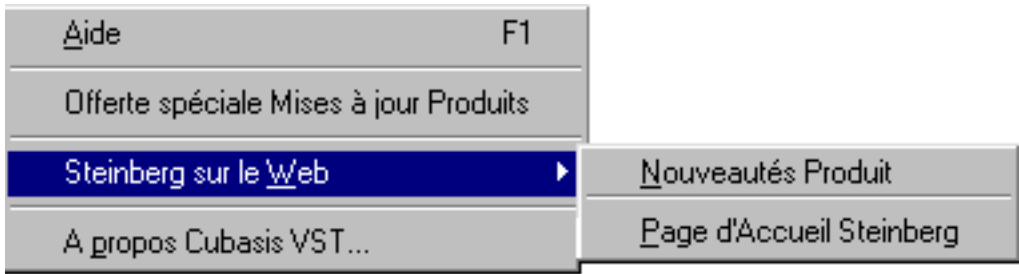 Aide F1
Offerte spéciale Mises à jour Produits
Steinberg sur le Web
Nouveautés Produit
A propos Cubasis VST...
Page d'Accueil Steinberg